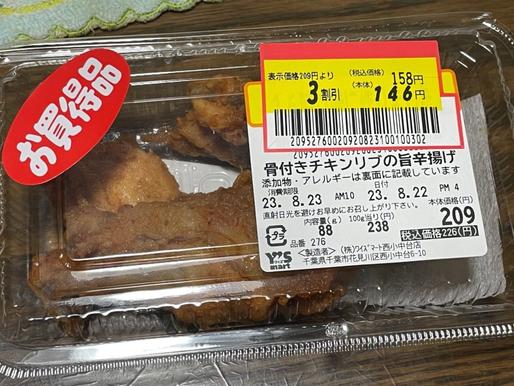 お買得品
表示価格209円より
(税込価格) 158円
3割引
(本体) 146円
2095276002092082310010030​2
骨付きチキンリブの旨辛揚げ
添加物・アレルギーは裏面に記載しています
消費期限 日付
23. 8.23 AM10 23. 8.22 PM 4
直射日光を避けお早めにお召し上がり下さい。 本体価格(円)
内容量(g) 100g当り(円)
プラ 88 238 209
品番 276 税込価格226(円)
Y's mart
<製造者> (株)ワイズマート西小中台店
千葉県千葉市花見川区西小中台6-10